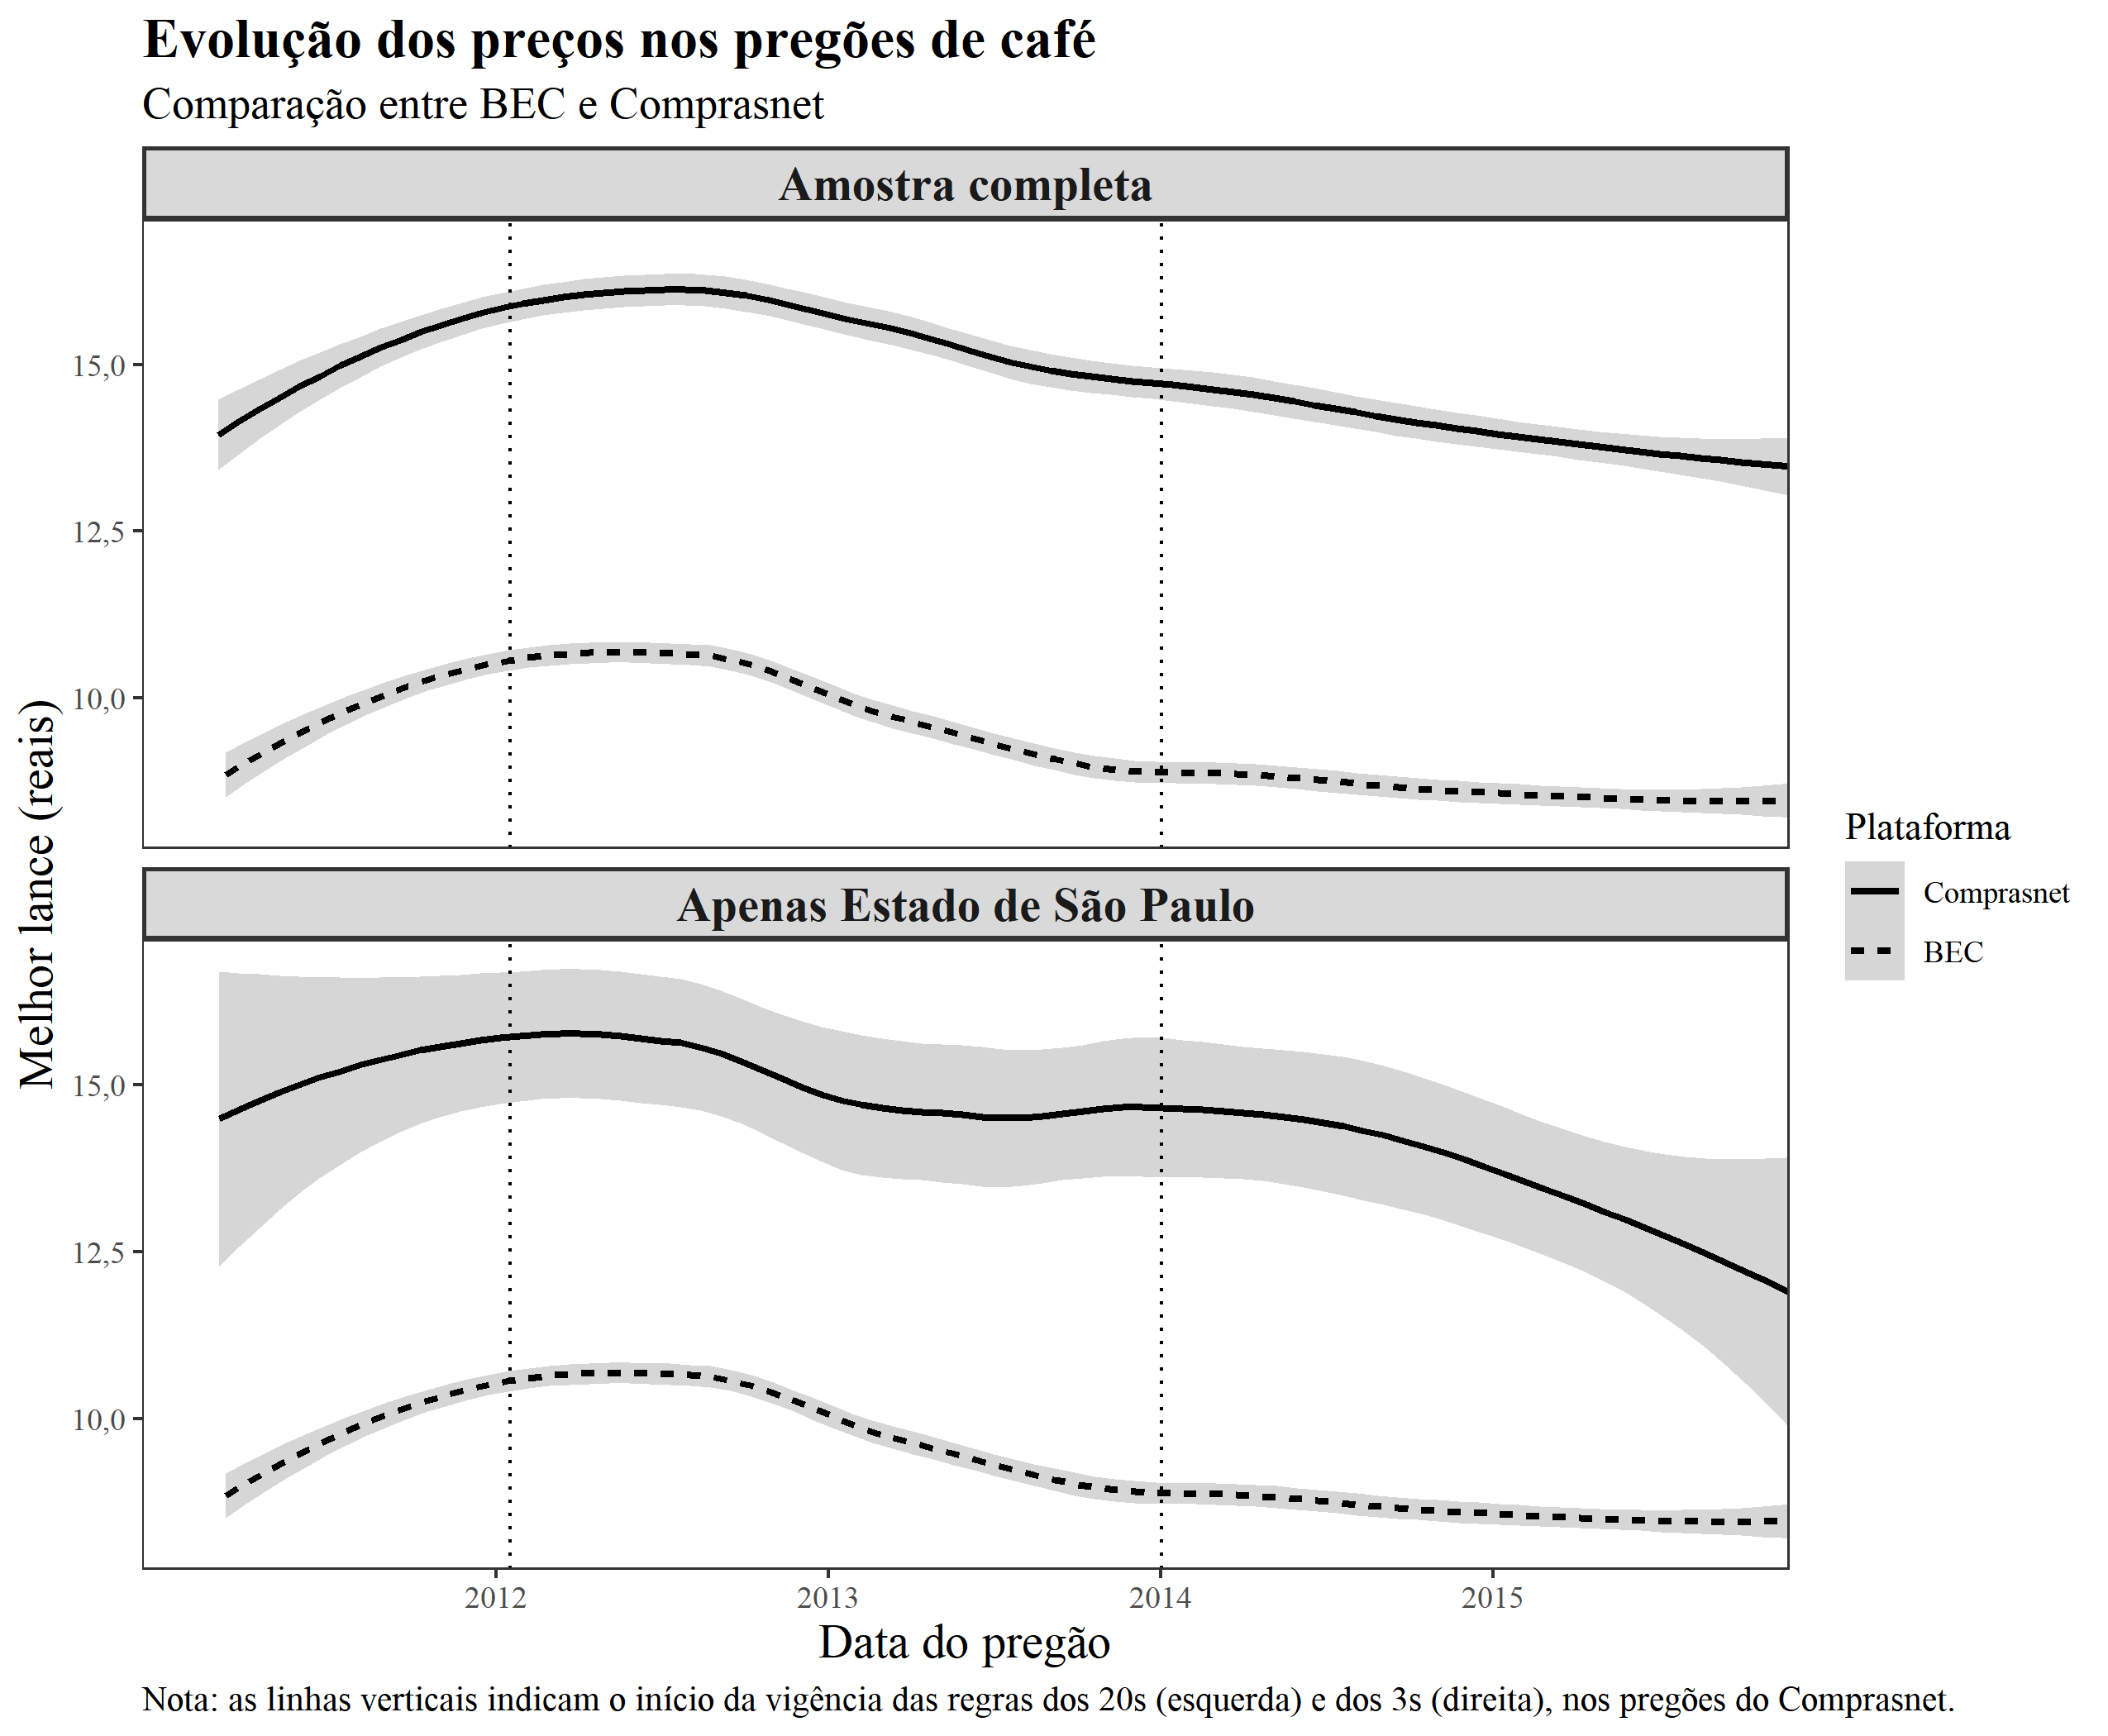 Evolução dos preços nos pregões de café
Comparação entre BEC e Comprasnet
Amostra completa
15,0
12,5
10,0
Melhor lance (reais)
Apenas Estado de São Paulo
15,0
12,5
10,0
2012 2013 2014 2015
Data do pregão
Plataforma
Comprasnet
BEC
Nota: as linhas verticais indicam o início da vigência das regras dos 20s (esquerda) e dos 3s (direita), nos pregões do Comprasnet.